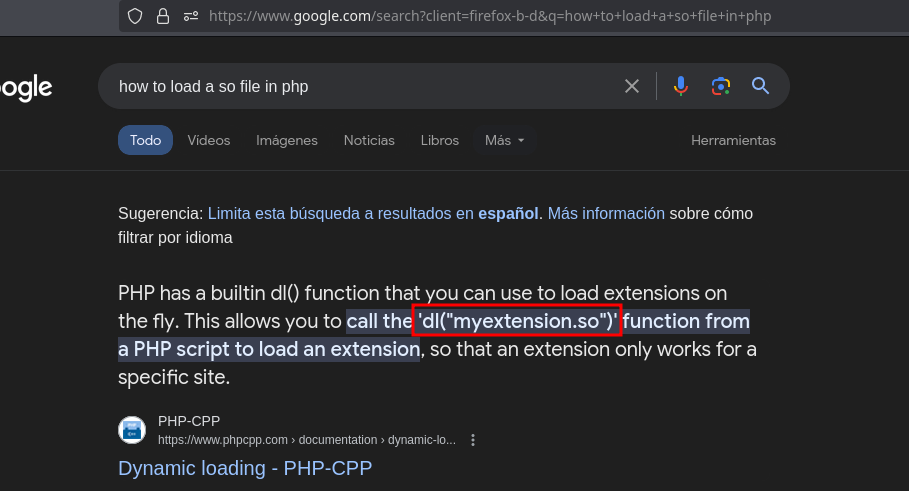 https://www.google.com/search?client=firefox-b-d&q=how+to+load+a+so+file+in+php
ogle
how to load a so file in php
Todo Videos Imágenes Noticias Libros Más Herramientas
Sugerencia: Limita esta búsqueda a resultados en español. Más información sobre cómo
filtrar por idioma
PHP has a builtin dl() function that you can use to load extensions on
the fly. This allows you to call the 'dl("myextension.so")' function from
a PHP script to load an extension, so that an extension only works for a
specific site.
PHP-CPP
https://www.phpcpp.com › documentation › dynamic-lo...
Dynamic loading - PHP-CPP